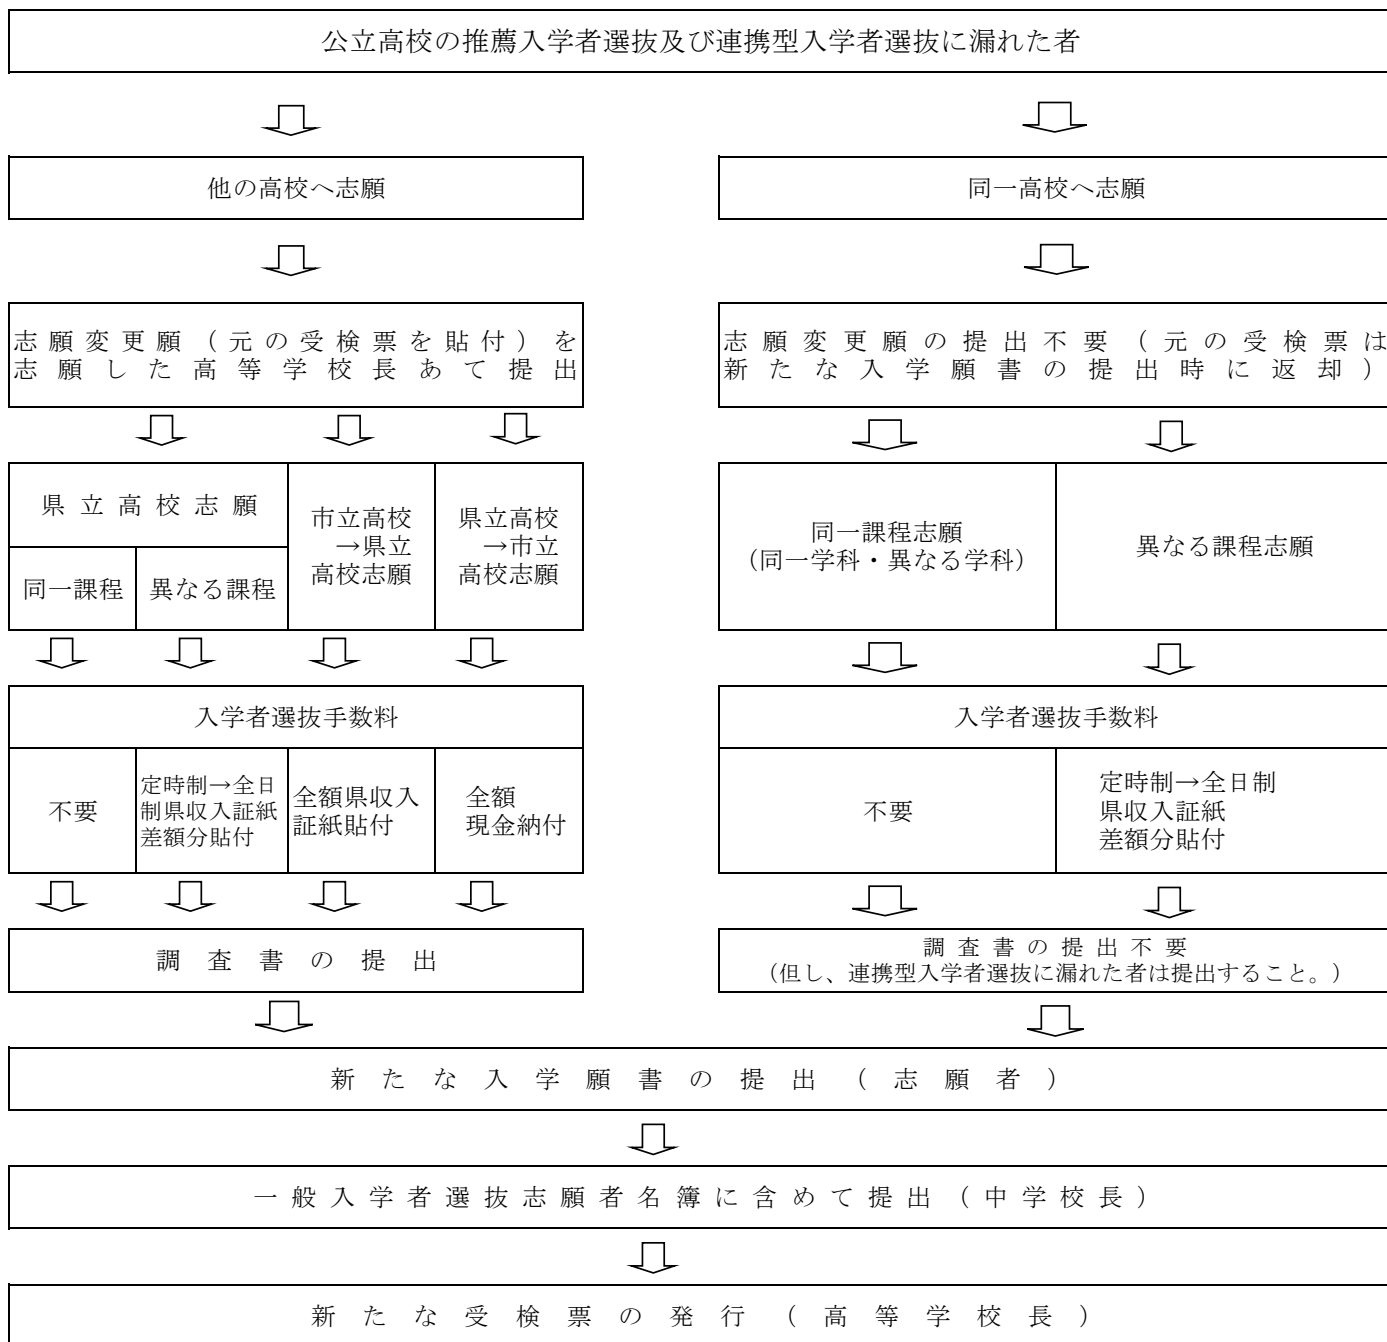 公立高校の推薦入学者選抜及び連携型入学者選抜に漏れた者
他の高校へ志願
同一高校へ志願
志願変更願（元の受検票を貼付）を
志願した高等学校長あて提出
志願変更願の提出不要（元の受検票は
新たな入学願書の提出時に返却）
県立高校志願
同一課程
異なる課程
市立高校
→県立
高校志願
県立高校
→市立
高校志願
同一課程志願
（同一学科・異なる学科）
異なる課程志願
入学者選抜手数料
不要
定時制→全日
制県収入証紙
差額分貼付
全額県収入
証紙貼付
全額
現金納付
入学者選抜手数料
不要
定時制→全日制
県収入証紙
差額分貼付
調査書の提出
調査書の提出不要
（但し、連携型入学者選抜に漏れた者は提出すること。）
新たな入学願書の提出（志願者）
一般入学者選抜志願者名簿に含めて提出（中学校長）
新たな受検票の発行（高等学校長）